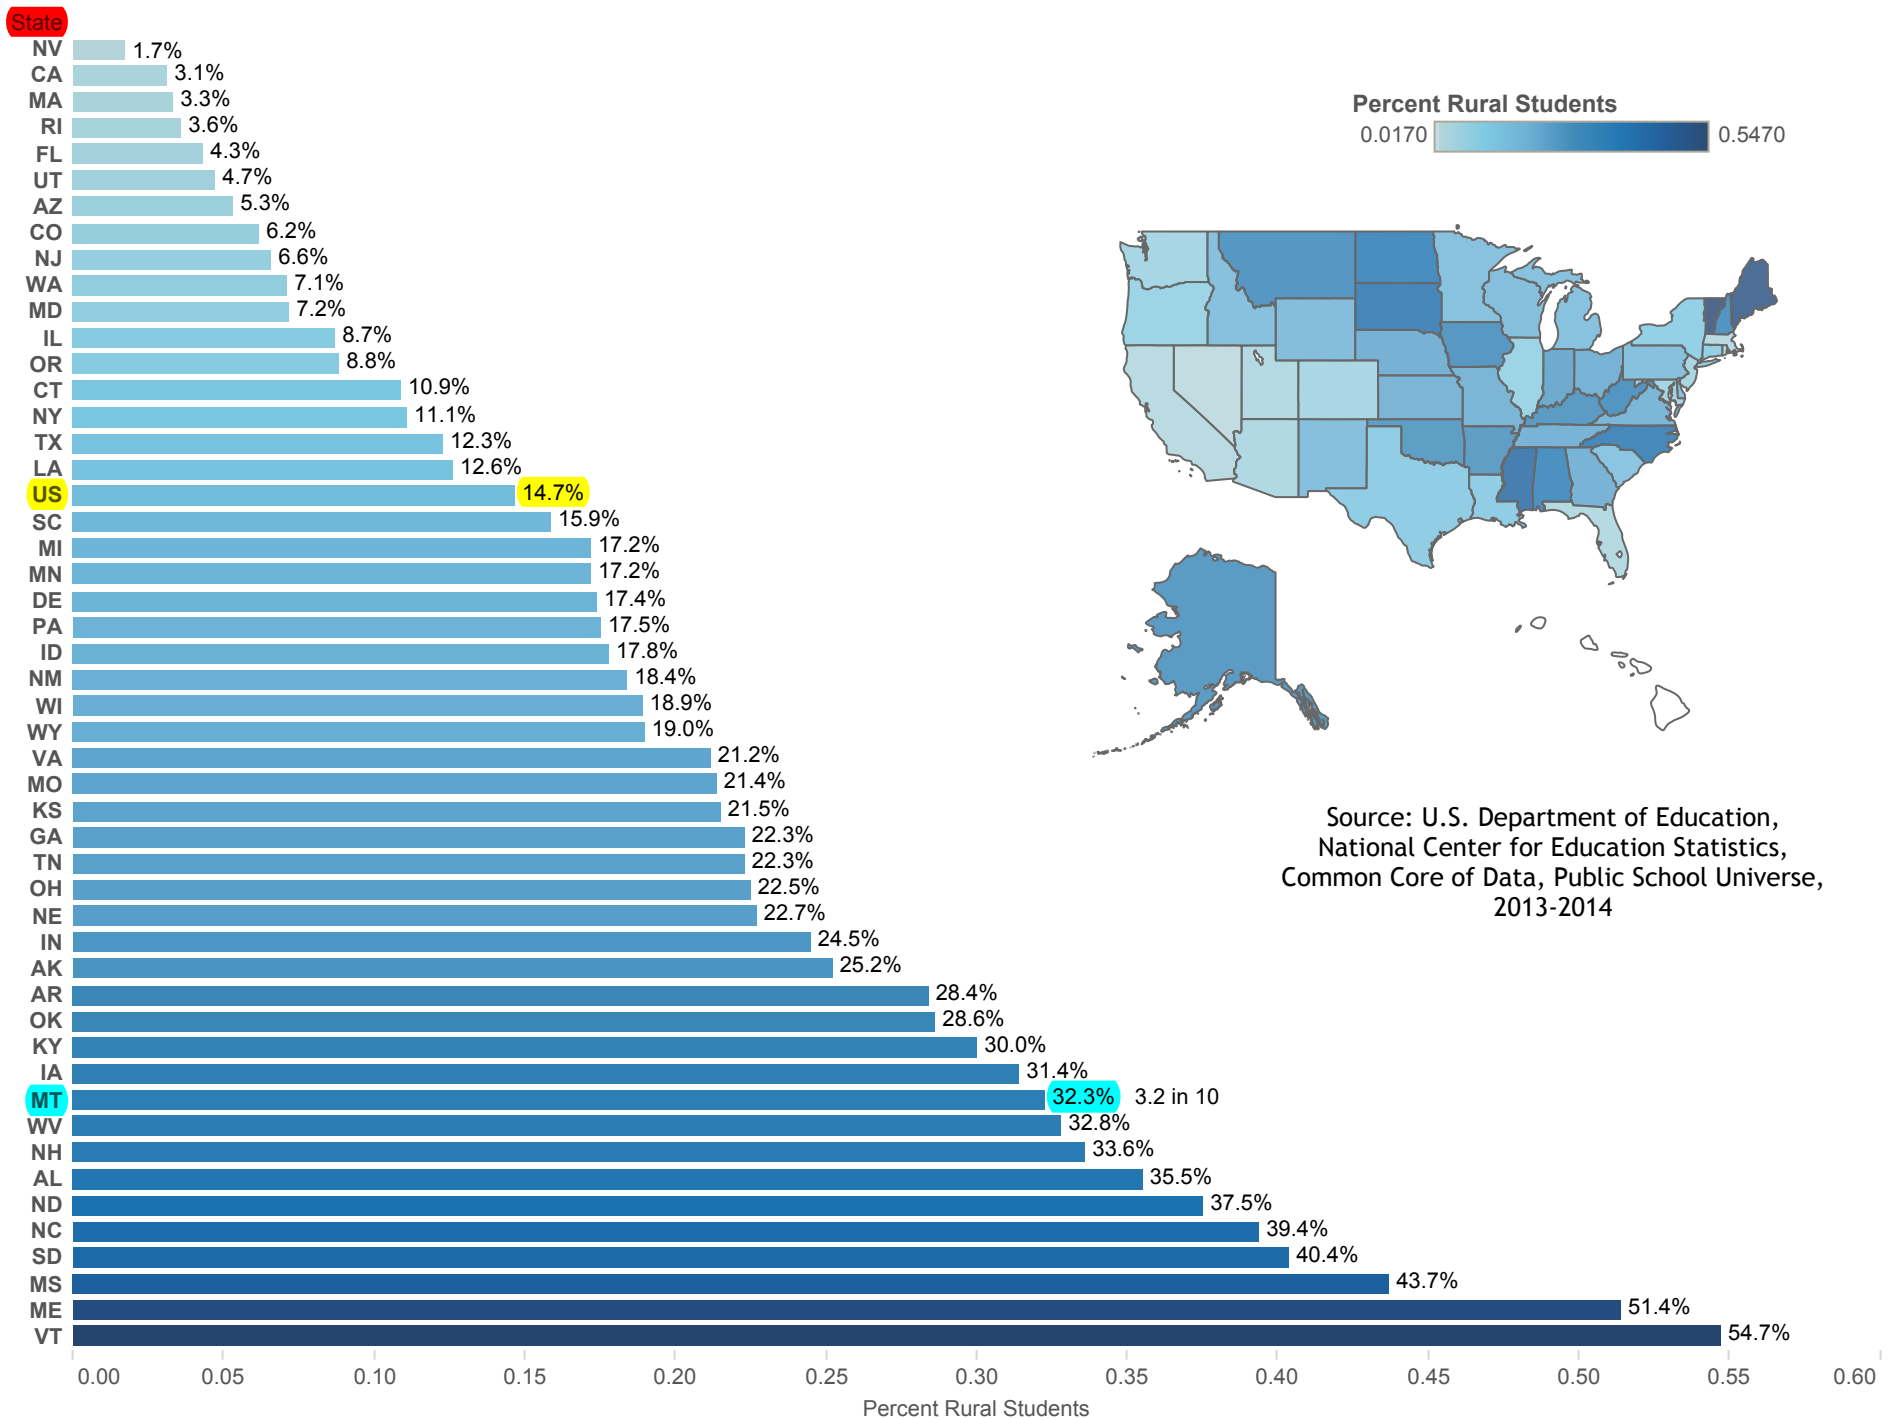 State
NV 1.7%
CA 3.1%
MA 3.3%
RI 3.6%
FL 4.3%
UT 4.7%
AZ 5.3%
CO 6.2%
NJ 6.6%
WA 7.1%
MD 7.2%
IL 8.7%
OR 8.8%
CT 10.9%
NY 11.1%
TX 12.3%
LA 12.6%
US 14.7%
SC 15.9%
MI 17.2%
MN 17.2%
DE 17.4%
PA 17.5%
ID 17.8%
NM 18.4%
WI 18.9%
WY 19.0%
VA 21.2%
MO 21.4%
KS 21.5%
GA 22.3%
TN 22.3%
OH 22.5%
NE 22.7%
IN 24.5%
AK 25.2%
AR 28.4%
OK 28.6%
KY 30.0%
IA 31.4%
MT 32.3% 3.2 in 10
WV 32.8%
NH 33.6%
AL 35.5%
ND 37.5%
NC 39.4%
SD 40.4%
MS 43.7%
ME 51.4%
VT 54.7%
0.00 0.05 0.10 0.15 0.20 0.25 0.30 0.35 0.40 0.45 0.50 0.55 0.60
Percent Rural Students
Percent Rural Students
0.0170 0.5470
Source: U.S. Department of Education,
National Center for Education Statistics,
Common Core of Data, Public School Universe,
2013-2014